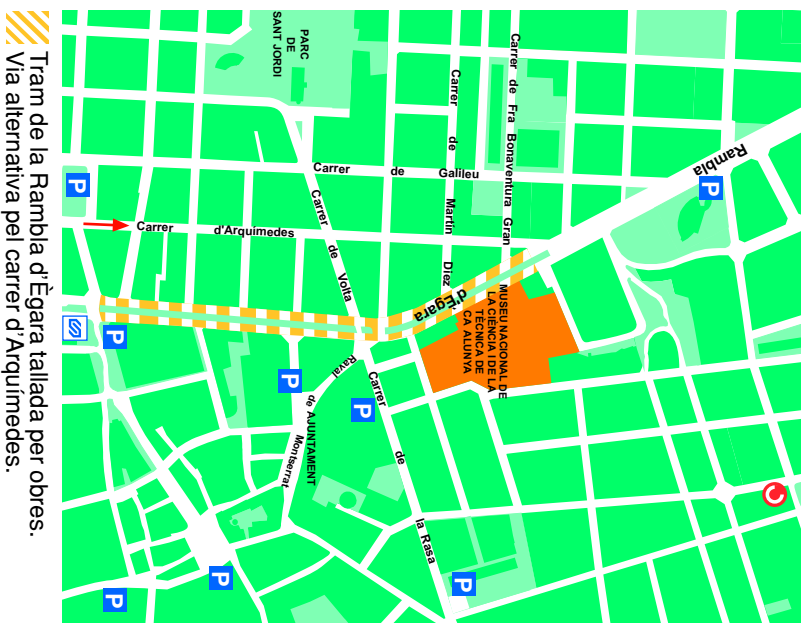 PARC
DE
SANT JORDI
Carrer de Fra Bonaventura Gran
Carrer de Martin Diez
Rambla
d'Ègara
P
Carrer de Galileu
P
Carrer d'Arquímedes
Carrer de Volta
MUSEU NACIONAL DE
LA CIÈNCIA I DE LA
TÈCNICA DE
CA ALUNYA
P
P
P
Raval
de
Montserrat
AJUNTAMENT
Carrer de la Rasa
P
P
P
Tram de la Rambla d'Ègara tallada per obres.
Via alternativa pel carrer d'Arquímedes.